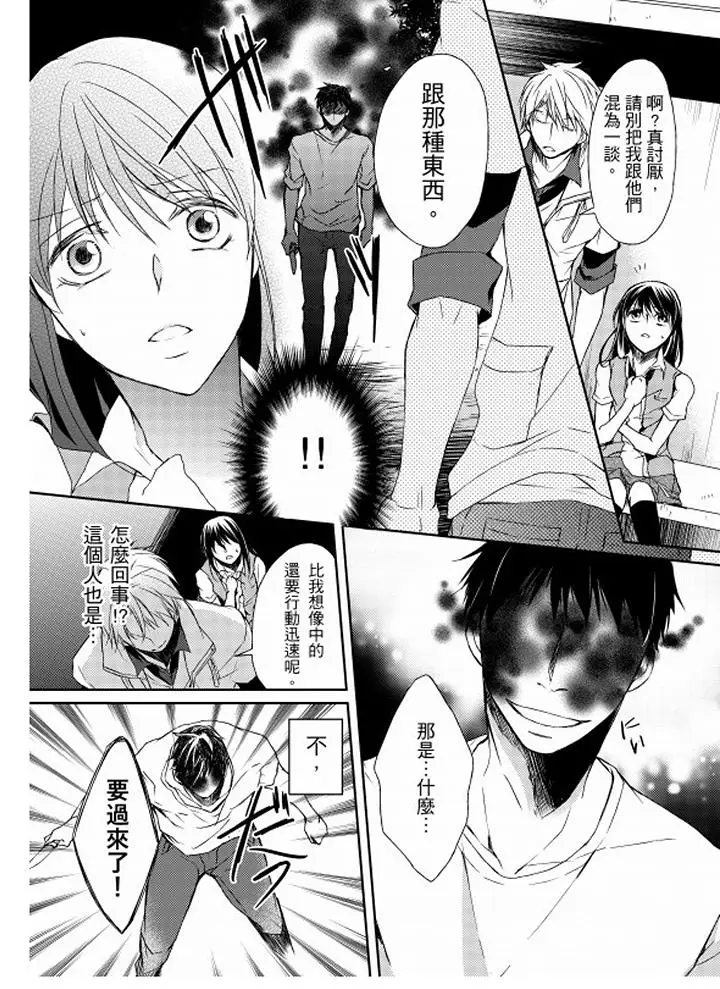 啊？真討厭，
請別把我跟他們
混為一談。
跟那種東西。
!!
那是…什麼…
比我想像中的
還要行動迅速呢。
怎麼回事!?
這個人也是…
不，
要過來了！